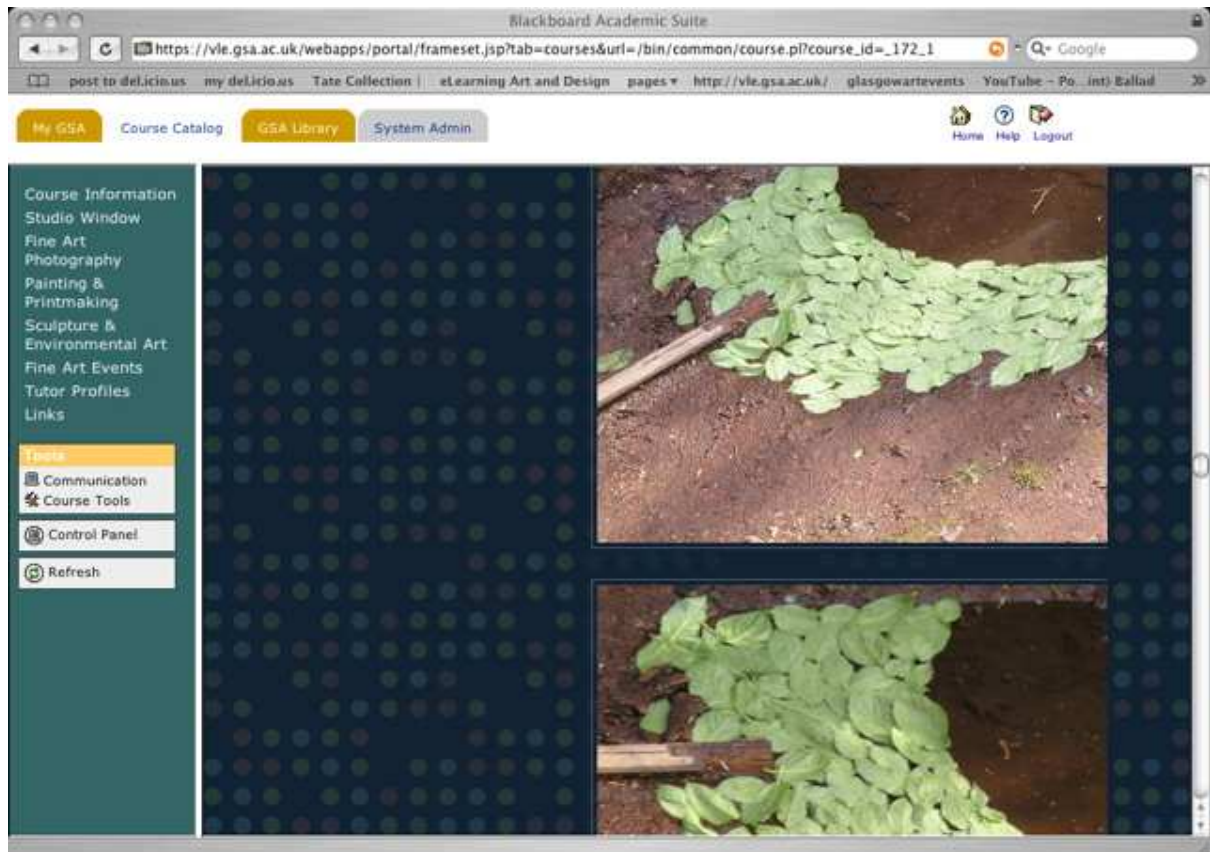 Blackboard Academic Suite
https://vle.gsa.ac.uk/webapps/portal/frameset.jsp?tab=courses&url=/bin/common/course.pl?course_id=_172_1
Google
post to del.icio.us my del.icio.us Tate Collection | eLearning Art and Design pages http://vle.gsa.ac.uk/ glasgowartevents YouTube - Po...int) Ballad
My GSA Course Catalog GSA Library System Admin
Home Help Logout
Course Information
Studio Window
Fine Art
Photography
Painting &
Printmaking
Sculpture &
Environmental Art
Fine Art Events
Tutor Profiles
Links
Tools
Communication
Course Tools
Control Panel
Refresh